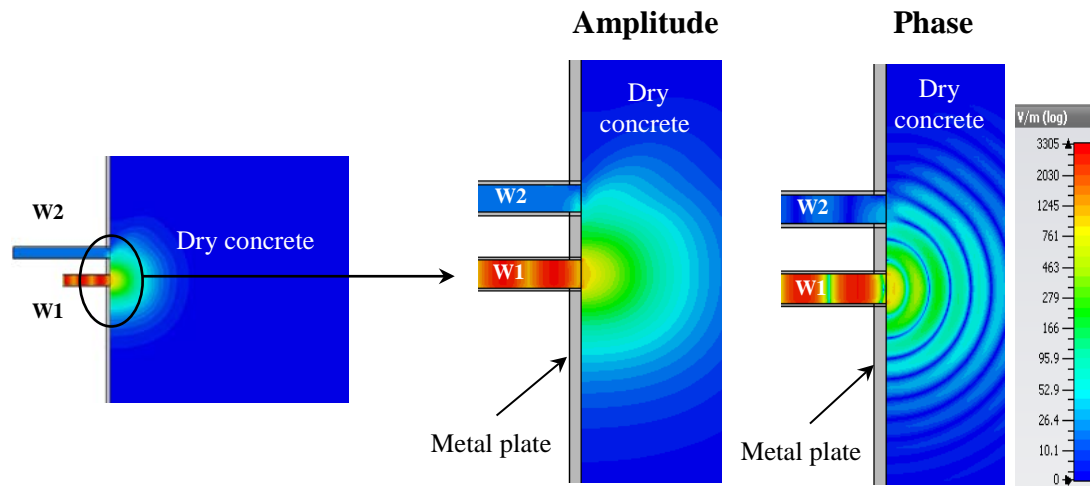 Amplitude
Phase
W2
Dry concrete
W1
Dry
concrete
W2
W1
Metal plate
Dry
concrete
W2
W1
Metal plate
V/m (log)
3305
2030
1245
761
463
279
166
95.9
52.9
26.4
10.1
0